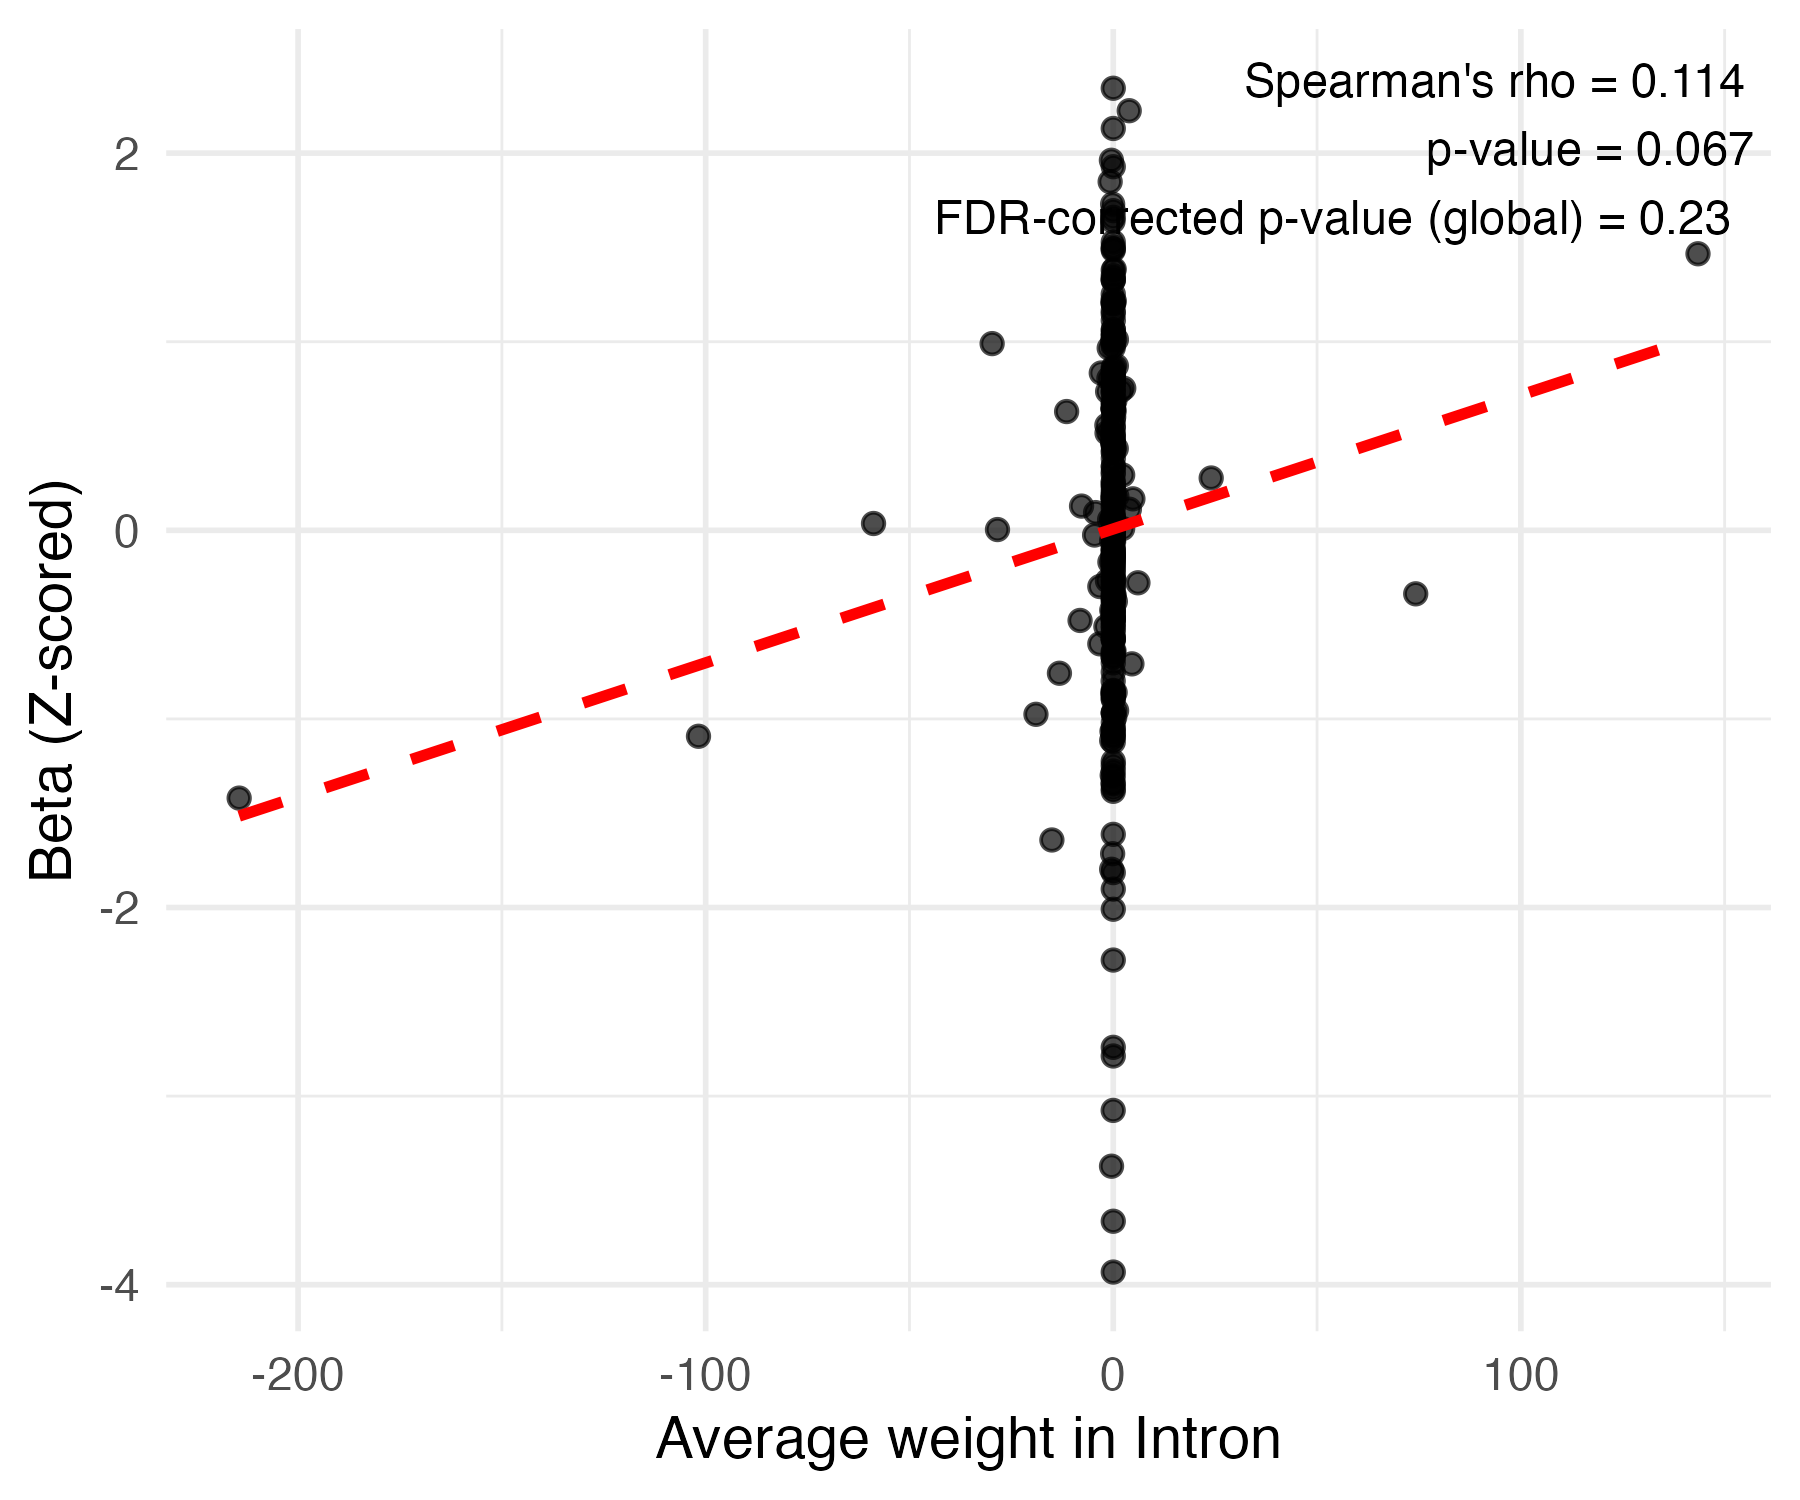 Spearman's rho = 0.114
p-value = 0.067
FDR-corrected p-value (global) = 0.23
2
0
-2
-4
Beta (Z-scored)
-200 -100 0 100
Average weight in Intron